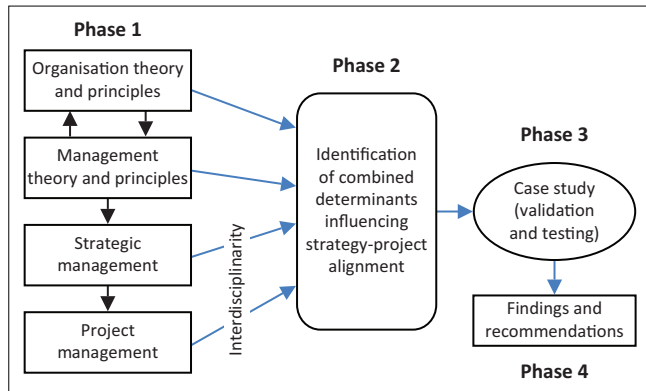 Phase 1
Organisation theory
and principles
Management
theory and principles
Strategic
management
Project
management
Interdisciplinarity
Phase 2
Identification
of combined
determinants
influencing
strategy-project
alignment
Phase 3
Case study
(validation
and testing)
Findings and
recommendations
Phase 4